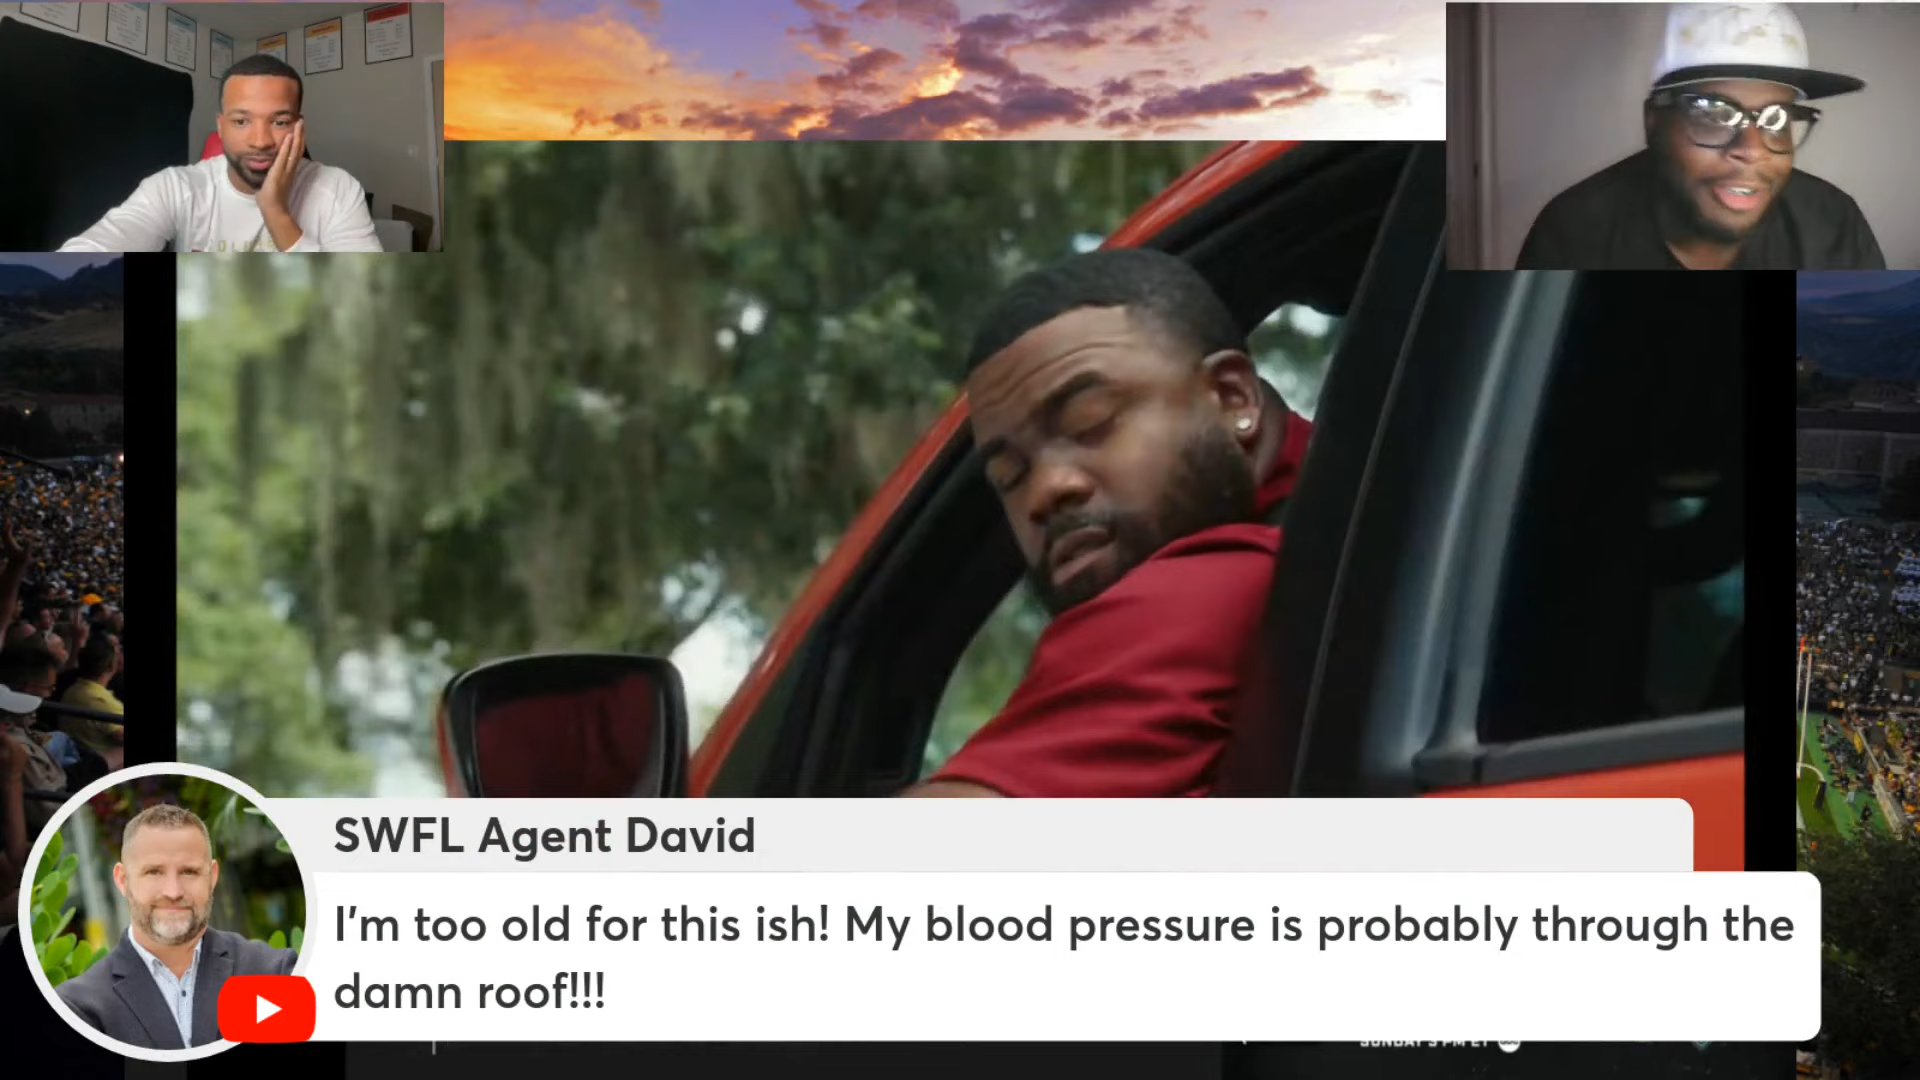 SWFL Agent David
I'm too old for this ish! My blood pressure is probably through the
damn roof!!!